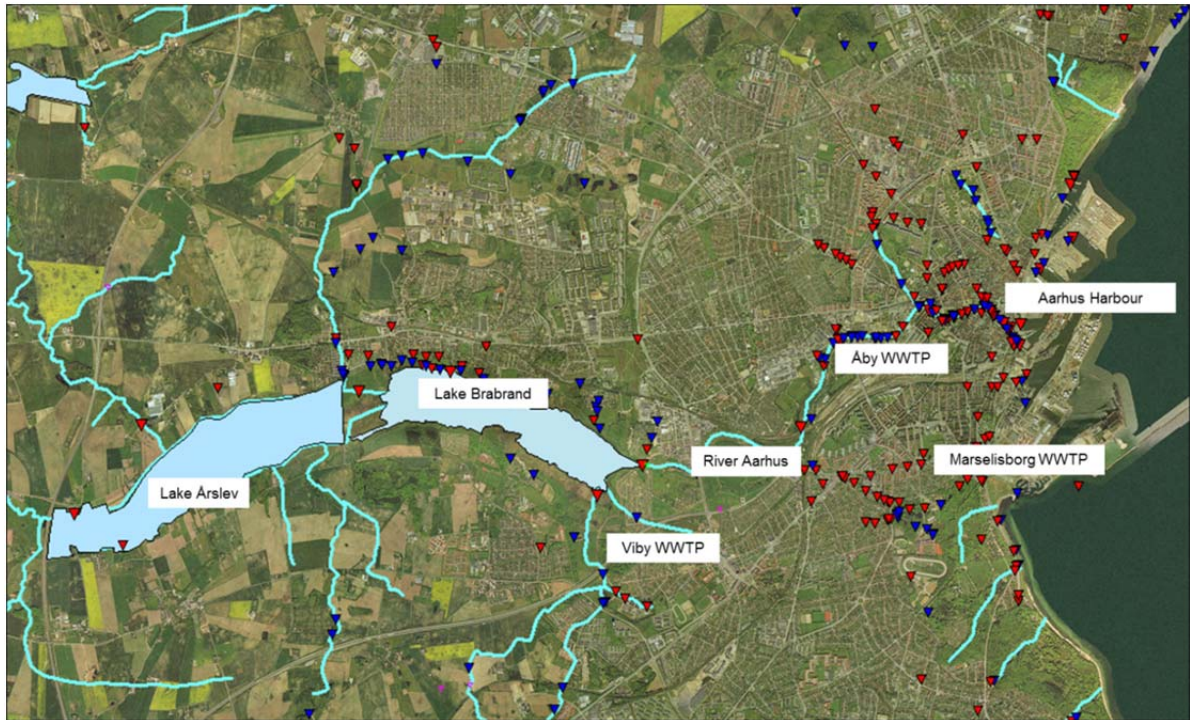 Aarhus Harbour
Åby WWTP
Lake Brabrand
River Aarhus
Marselisborg WWTP
Lake Årslev
Viby WWTP